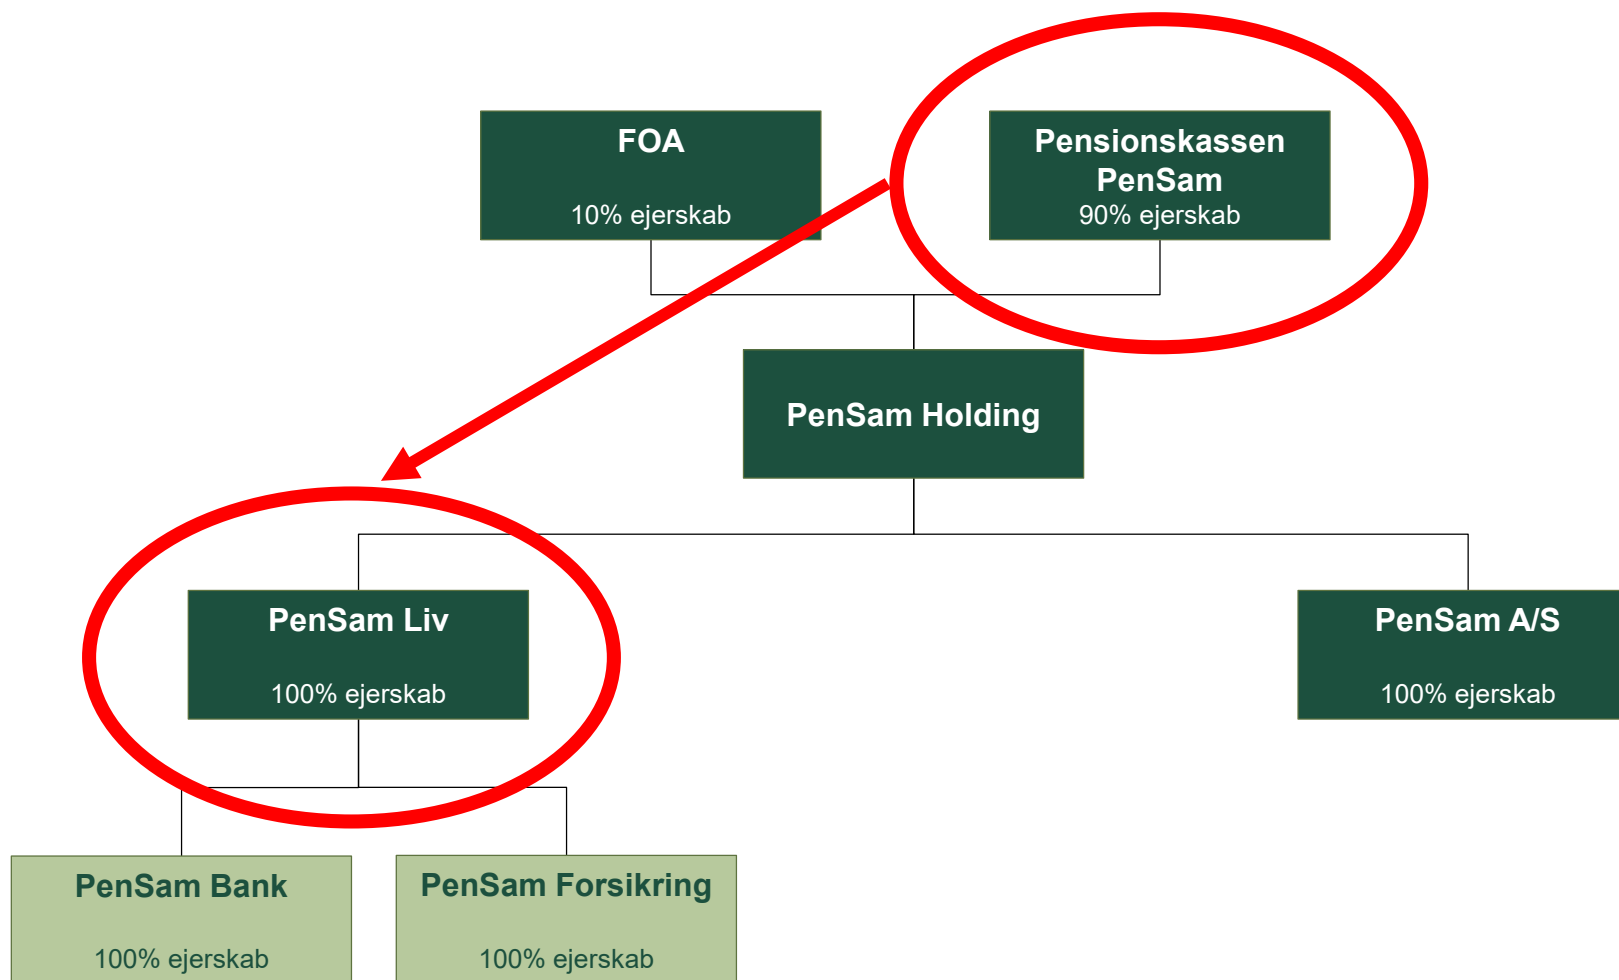 FOA
10% ejerskab
Pensionskassen
PenSam
90% ejerskab
PenSam Holding
PenSam Liv
100% ejerskab
PenSam A/S
100% ejerskab
PenSam Bank
100% ejerskab
PenSam Forsikring
100% ejerskab